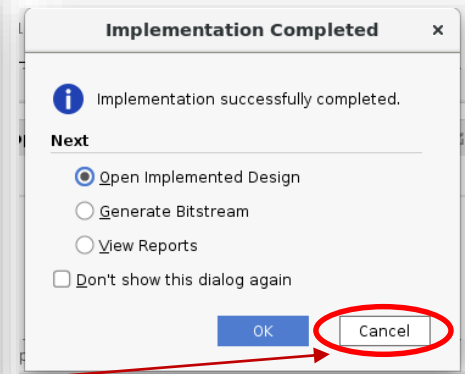 Implementation Completed ×
Implementation successfully completed.
Next
Open Implemented Design
Generate Bitstream
View Reports
Don't show this dialog again
OK Cancel